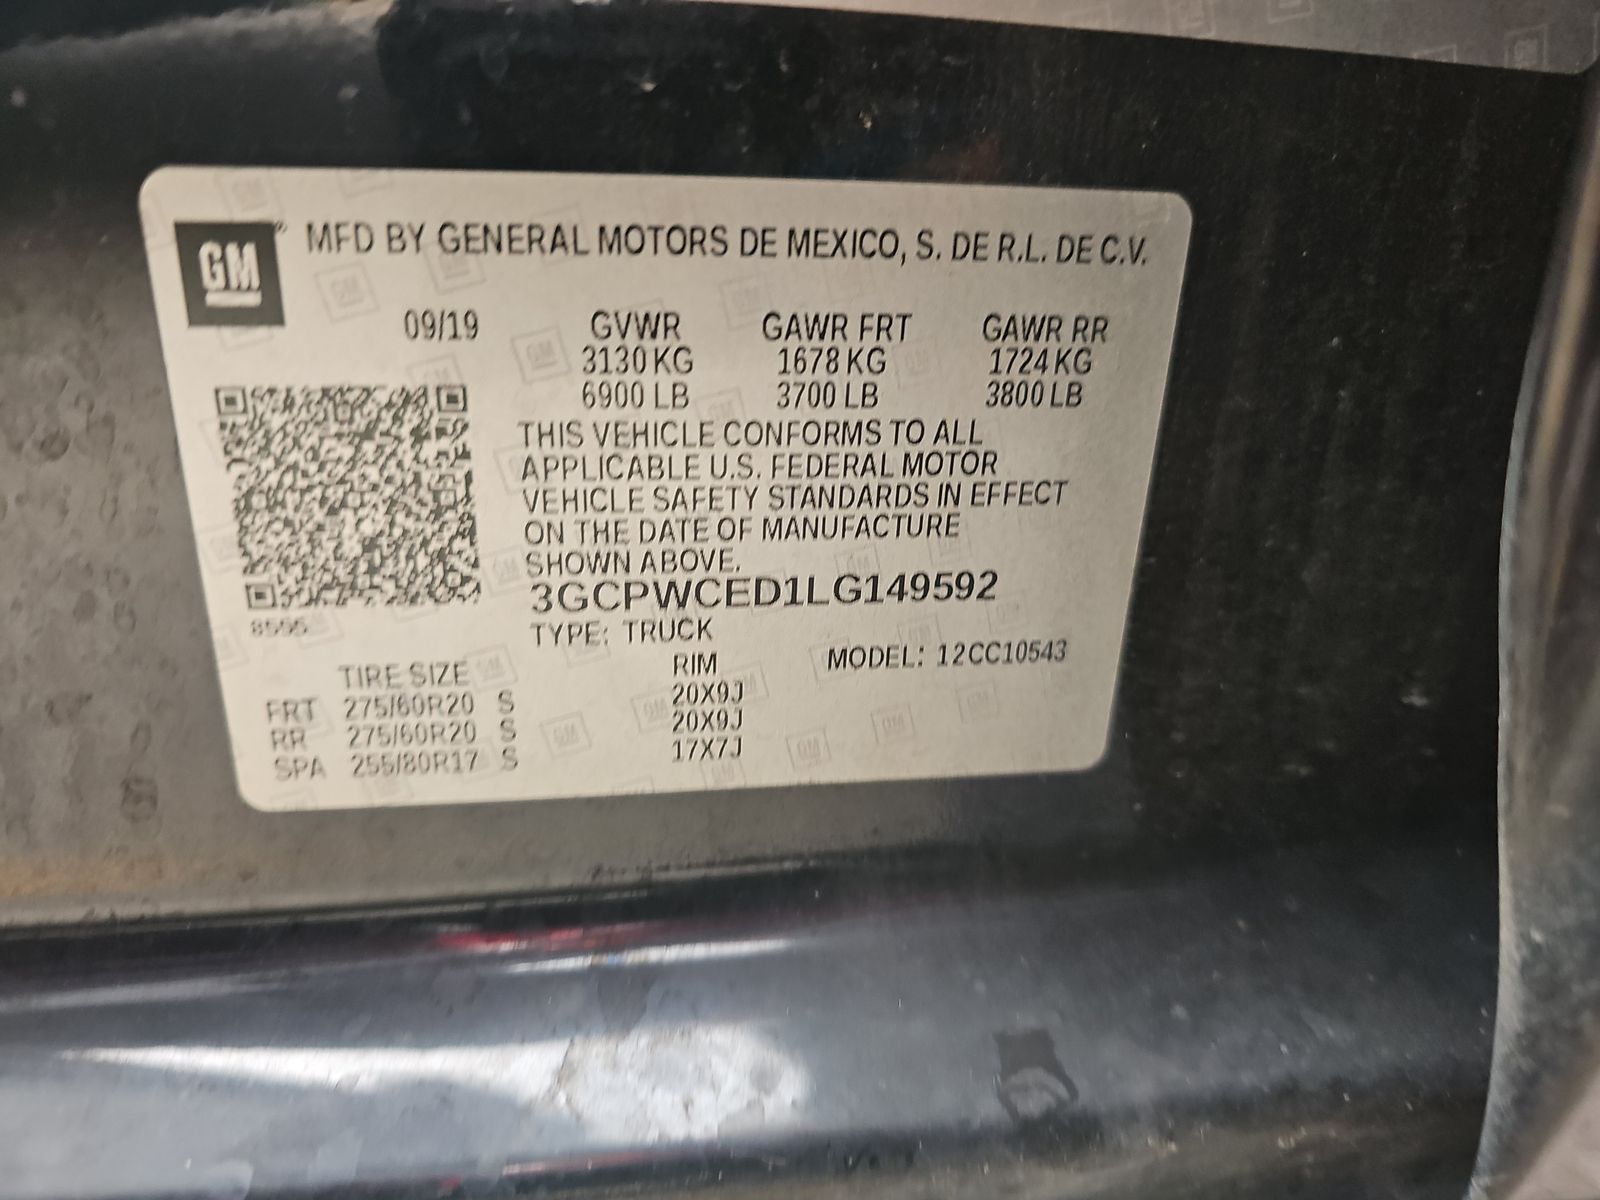 GM
MFD BY GENERAL MOTORS DE MEXICO, S. DE R.L. DE C.V.
09/19 GVWR GAWR FRT GAWR RR
3130 KG 1678 KG 1724 KG
6900 LB 3700 LB 3800 LB
THIS VEHICLE CONFORMS TO ALL
APPLICABLE U.S. FEDERAL MOTOR
VEHICLE SAFETY STANDARDS IN EFFECT
ON THE DATE OF MANUFACTURE
SHOWN ABOVE.
3GCPWCED1LG149592
TYPE: TRUCK
MODEL: 12CC10543
TIRE SIZE RIM
FRT 275/60R20 S 20X9J
RR 275/60R20 S 20X9J
SPA 255/80R17 S 17X7J